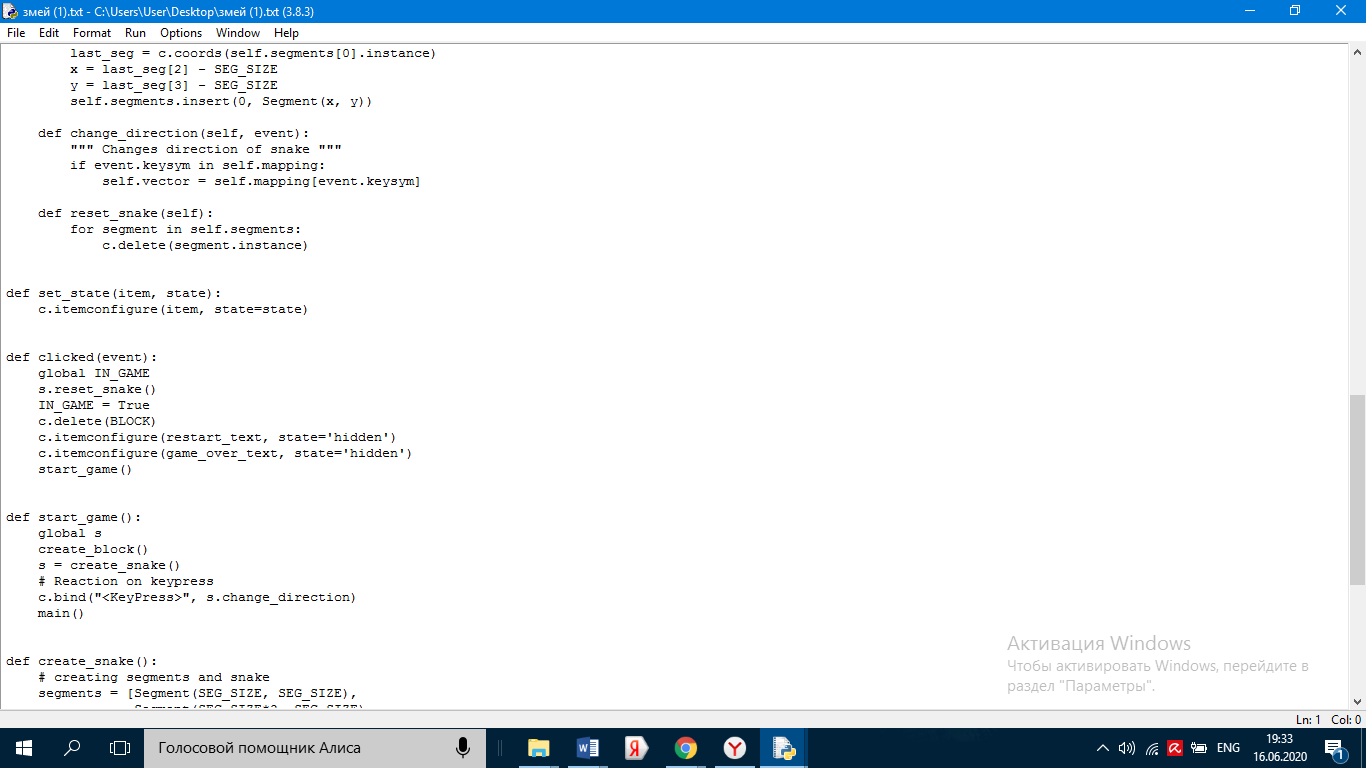 змей (1).txt - C:\Users\User\Desktop\змей (1).txt (3.8.3)
File Edit Format Run Options Window Help
        last_seg = c.coords(self.segments[0].instance)
        x = last_seg[2] - SEG_SIZE
        y = last_seg[3] - SEG_SIZE
        self.segments.insert(0, Segment(x, y))
    def change_direction(self, event):
        """ Changes direction of snake """
        if event.keysym in self.mapping:
            self.vector = self.mapping[event.keysym]
    def reset_snake(self):
        for segment in self.segments:
            c.delete(segment.instance)
def set_state(item, state):
    c.itemconfigure(item, state=state)
def clicked(event):
    global IN_GAME
    s.reset_snake()
    IN_GAME = True
    c.delete(BLOCK)
    c.itemconfigure(restart_text, state='hidden')
    c.itemconfigure(game_over_text, state='hidden')
    start_game()
def start_game():
    global s
    create_block()
    s = create_snake()
    # Reaction on keypress
    c.bind("<KeyPress>", s.change_direction)
    main()
def create_snake():
    # creating segments and snake
    segments = [Segment(SEG_SIZE, SEG_SIZE),
                Segment(SEG_SIZE*2, SEG_SIZE),
Активация Windows
Чтобы активировать Windows, перейдите в
раздел "Параметры".
Ln: 1 Col: 0
Голосовой помощник Алиса
ENG
19:33
16.06.2020
1